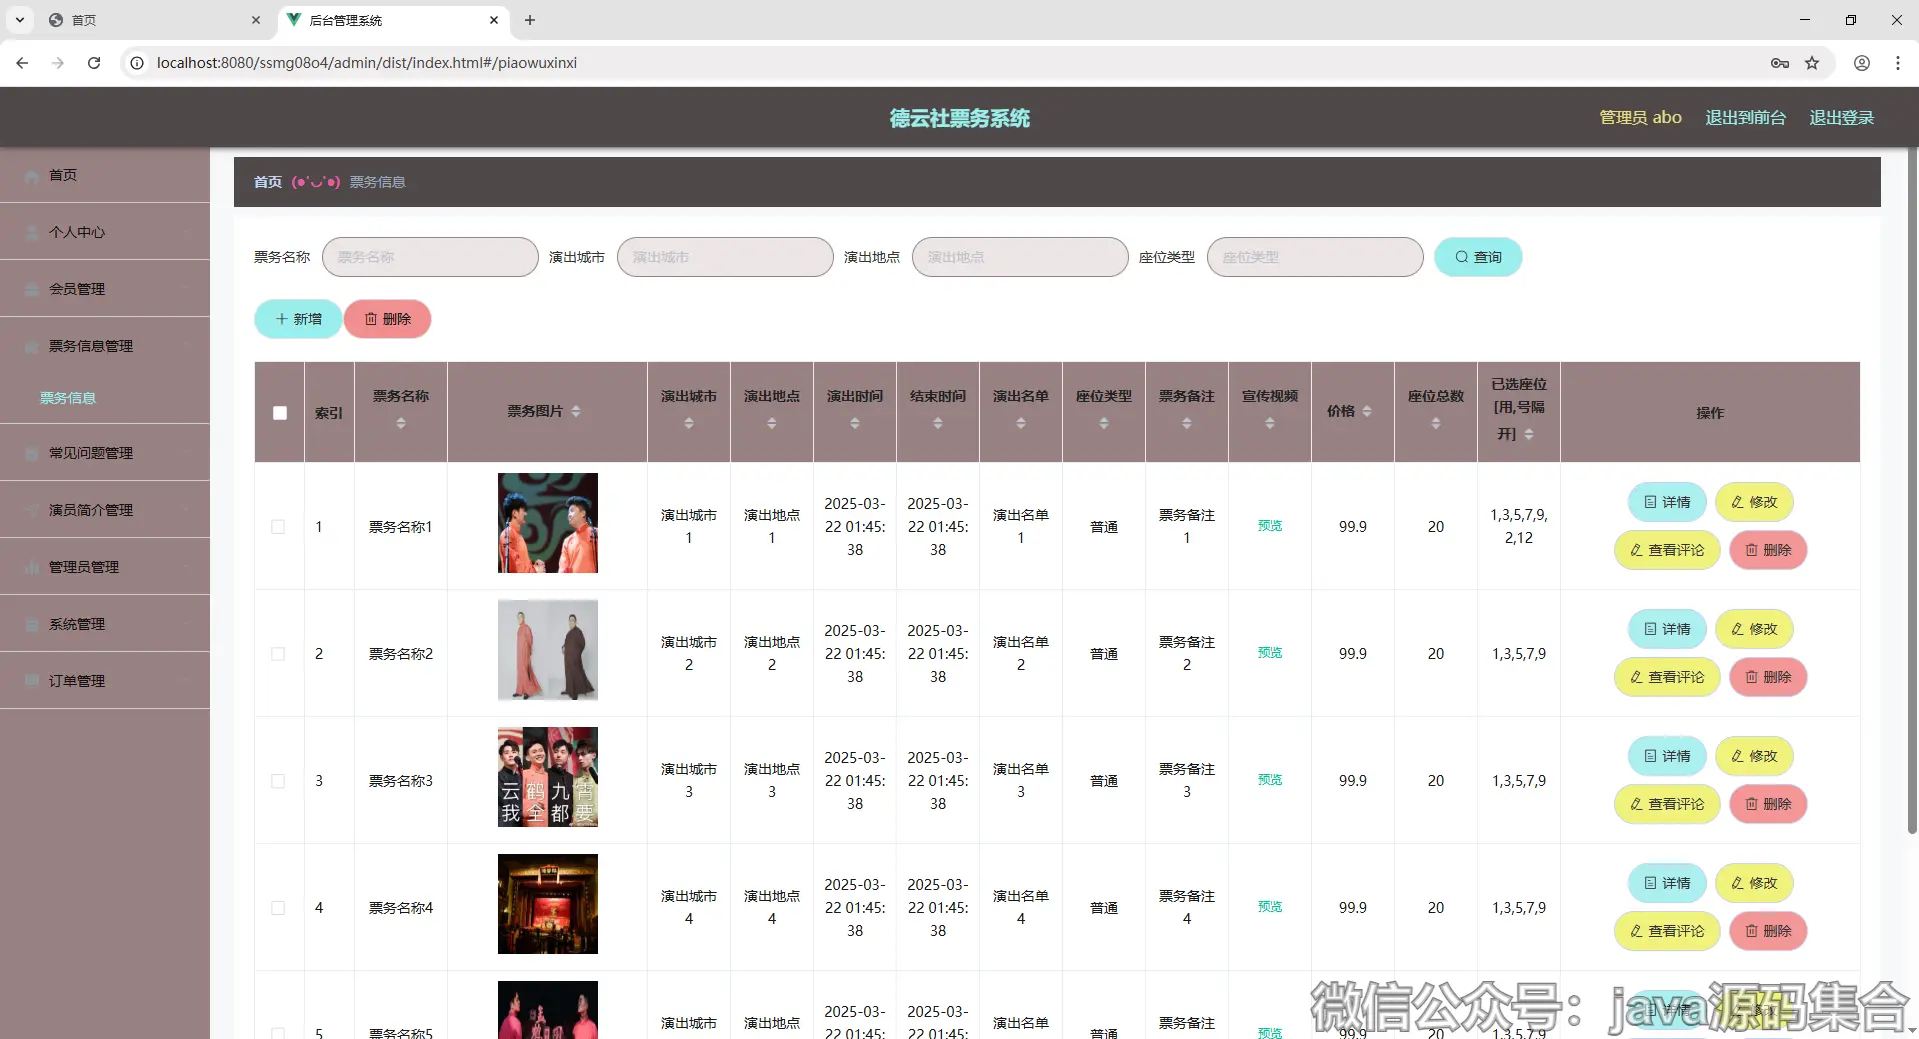 首页
后台管理系统
localhost:8080/ssmg08o4/admin/dist/index.html#/piaowuxinxi
德云社票务系统
管理员 abo
退出到前台
退出登录
首页
个人中心
会员管理
票务信息管理
票务信息
常见问题管理
演员简介管理
管理员管理
系统管理
订单管理
首页 (●'◡'●) 票务信息
票务名称 票务名称 演出城市 演出城市 演出地点 演出地点 座位类型 座位类型 查询
新增 删除
索引 票务名称 票务图片 演出城市 演出地点 演出时间 结束时间 演出名单 座位类型 票务备注 宣传视频 价格 座位总数 已选座位[用,号隔开] 操作
1 票务名称1 演出城市1 演出地点1 2025-03-22 01:45:38 2025-03-22 01:45:38 演出名单1 普通 票务备注1 预览 99.9 20 1,3,5,7,9,2,12 详情 修改 查看评论 删除
2 票务名称2 演出城市2 演出地点2 2025-03-22 01:45:38 2025-03-22 01:45:38 演出名单2 普通 票务备注2 预览 99.9 20 1,3,5,7,9 详情 修改 查看评论 删除
云鹤九霄
我全都要
3 票务名称3 演出城市3 演出地点3 2025-03-22 01:45:38 2025-03-22 01:45:38 演出名单3 普通 票务备注3 预览 99.9 20 1,3,5,7,9 详情 修改 查看评论 删除
4 票务名称4 演出城市4 演出地点4 2025-03-22 01:45:38 2025-03-22 01:45:38 演出名单4 普通 票务备注4 预览 99.9 20 1,3,5,7,9 详情 修改 查看评论 删除
5 票务名称5 演出城市 演出地点 2025-03-22 01:45: 2025-03-22 01:45: 演出名单 普通 票务备注 预览 99.9 20 1,3,5,7,9 详情 修改
微信公众号：java源码集合